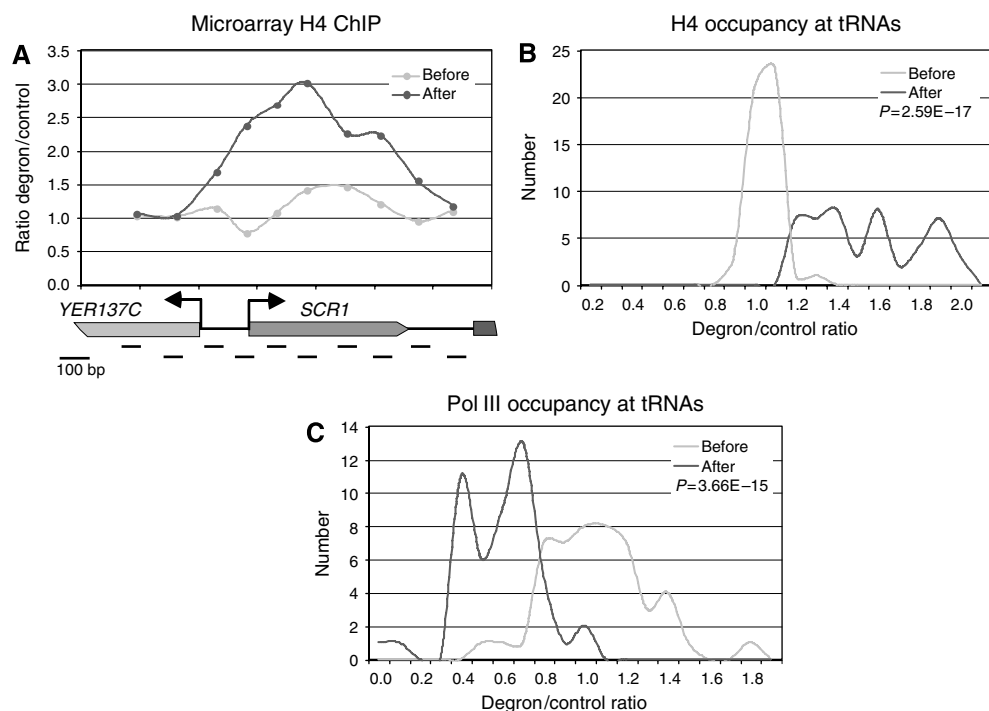 Microarray H4 ChIP
A
Ratio degron/control
3.5
3.0
2.5
2.0
1.5
1.0
0.5
0.0
Before
After
YER137C
SCR1
100 bp
H4 occupancy at tRNAs
B
Number
25
20
15
10
5
0
Before
After
P=2.59E−17
0.2 0.4 0.6 0.8 1.0 1.2 1.4 1.6 1.8 2.0
Degron/control ratio
Pol III occupancy at tRNAs
C
Number
14
12
10
8
6
4
2
0
Before
After
P=3.66E−15
0.0 0.2 0.4 0.6 0.8 1.0 1.2 1.4 1.6 1.8
Degron/control ratio